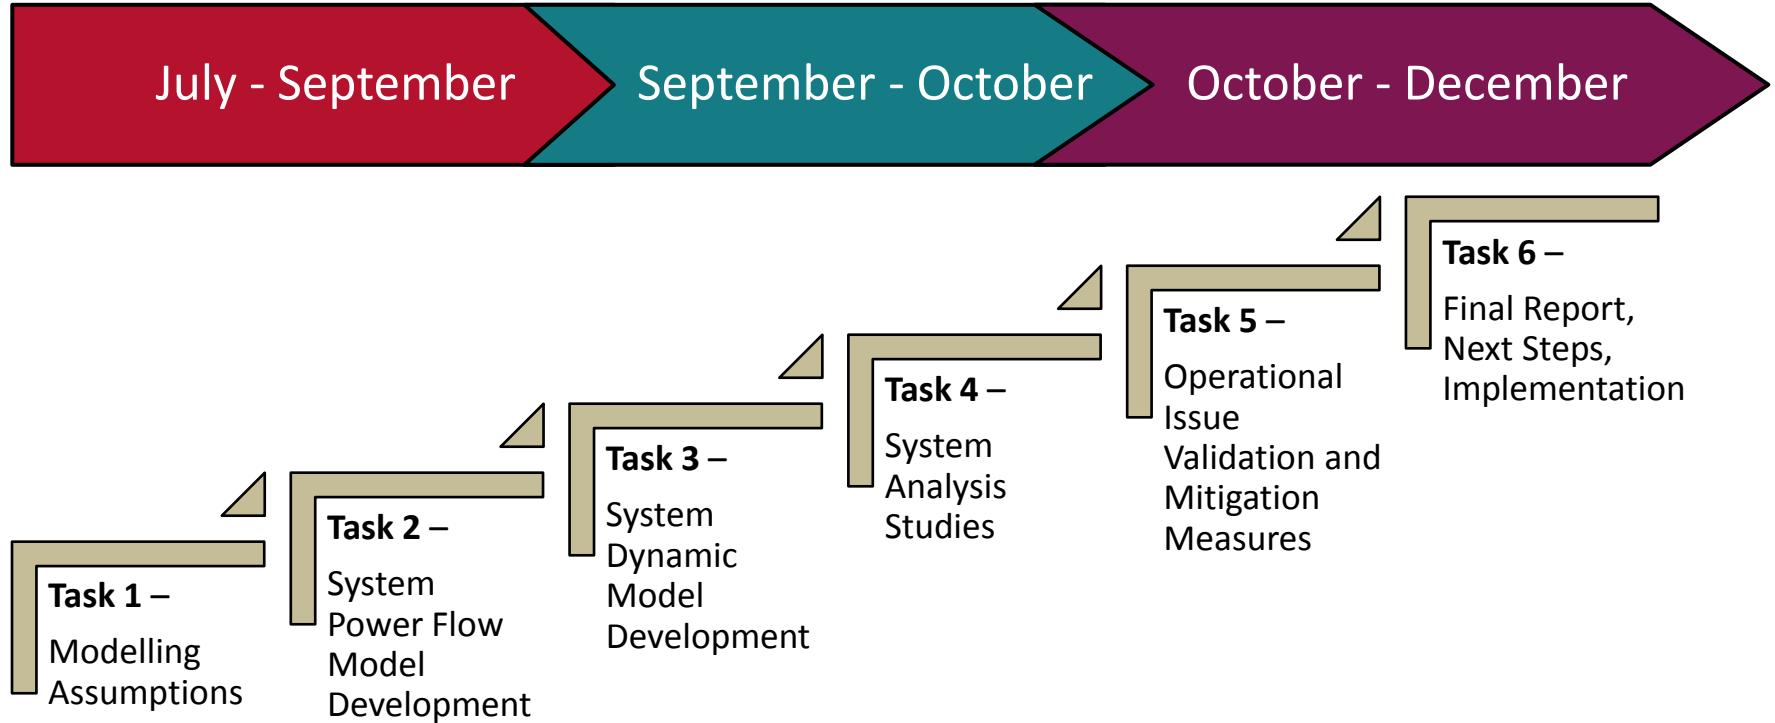 July - September
September - October
October - December
Task 1 –
Modelling
Assumptions
Task 2 –
System
Power Flow
Model
Development
Task 3 –
System
Dynamic
Model
Development
Task 4 –
System
Analysis
Studies
Task 5 –
Operational
Issue
Validation and
Mitigation
Measures
Task 6 –
Final Report,
Next Steps,
Implementation